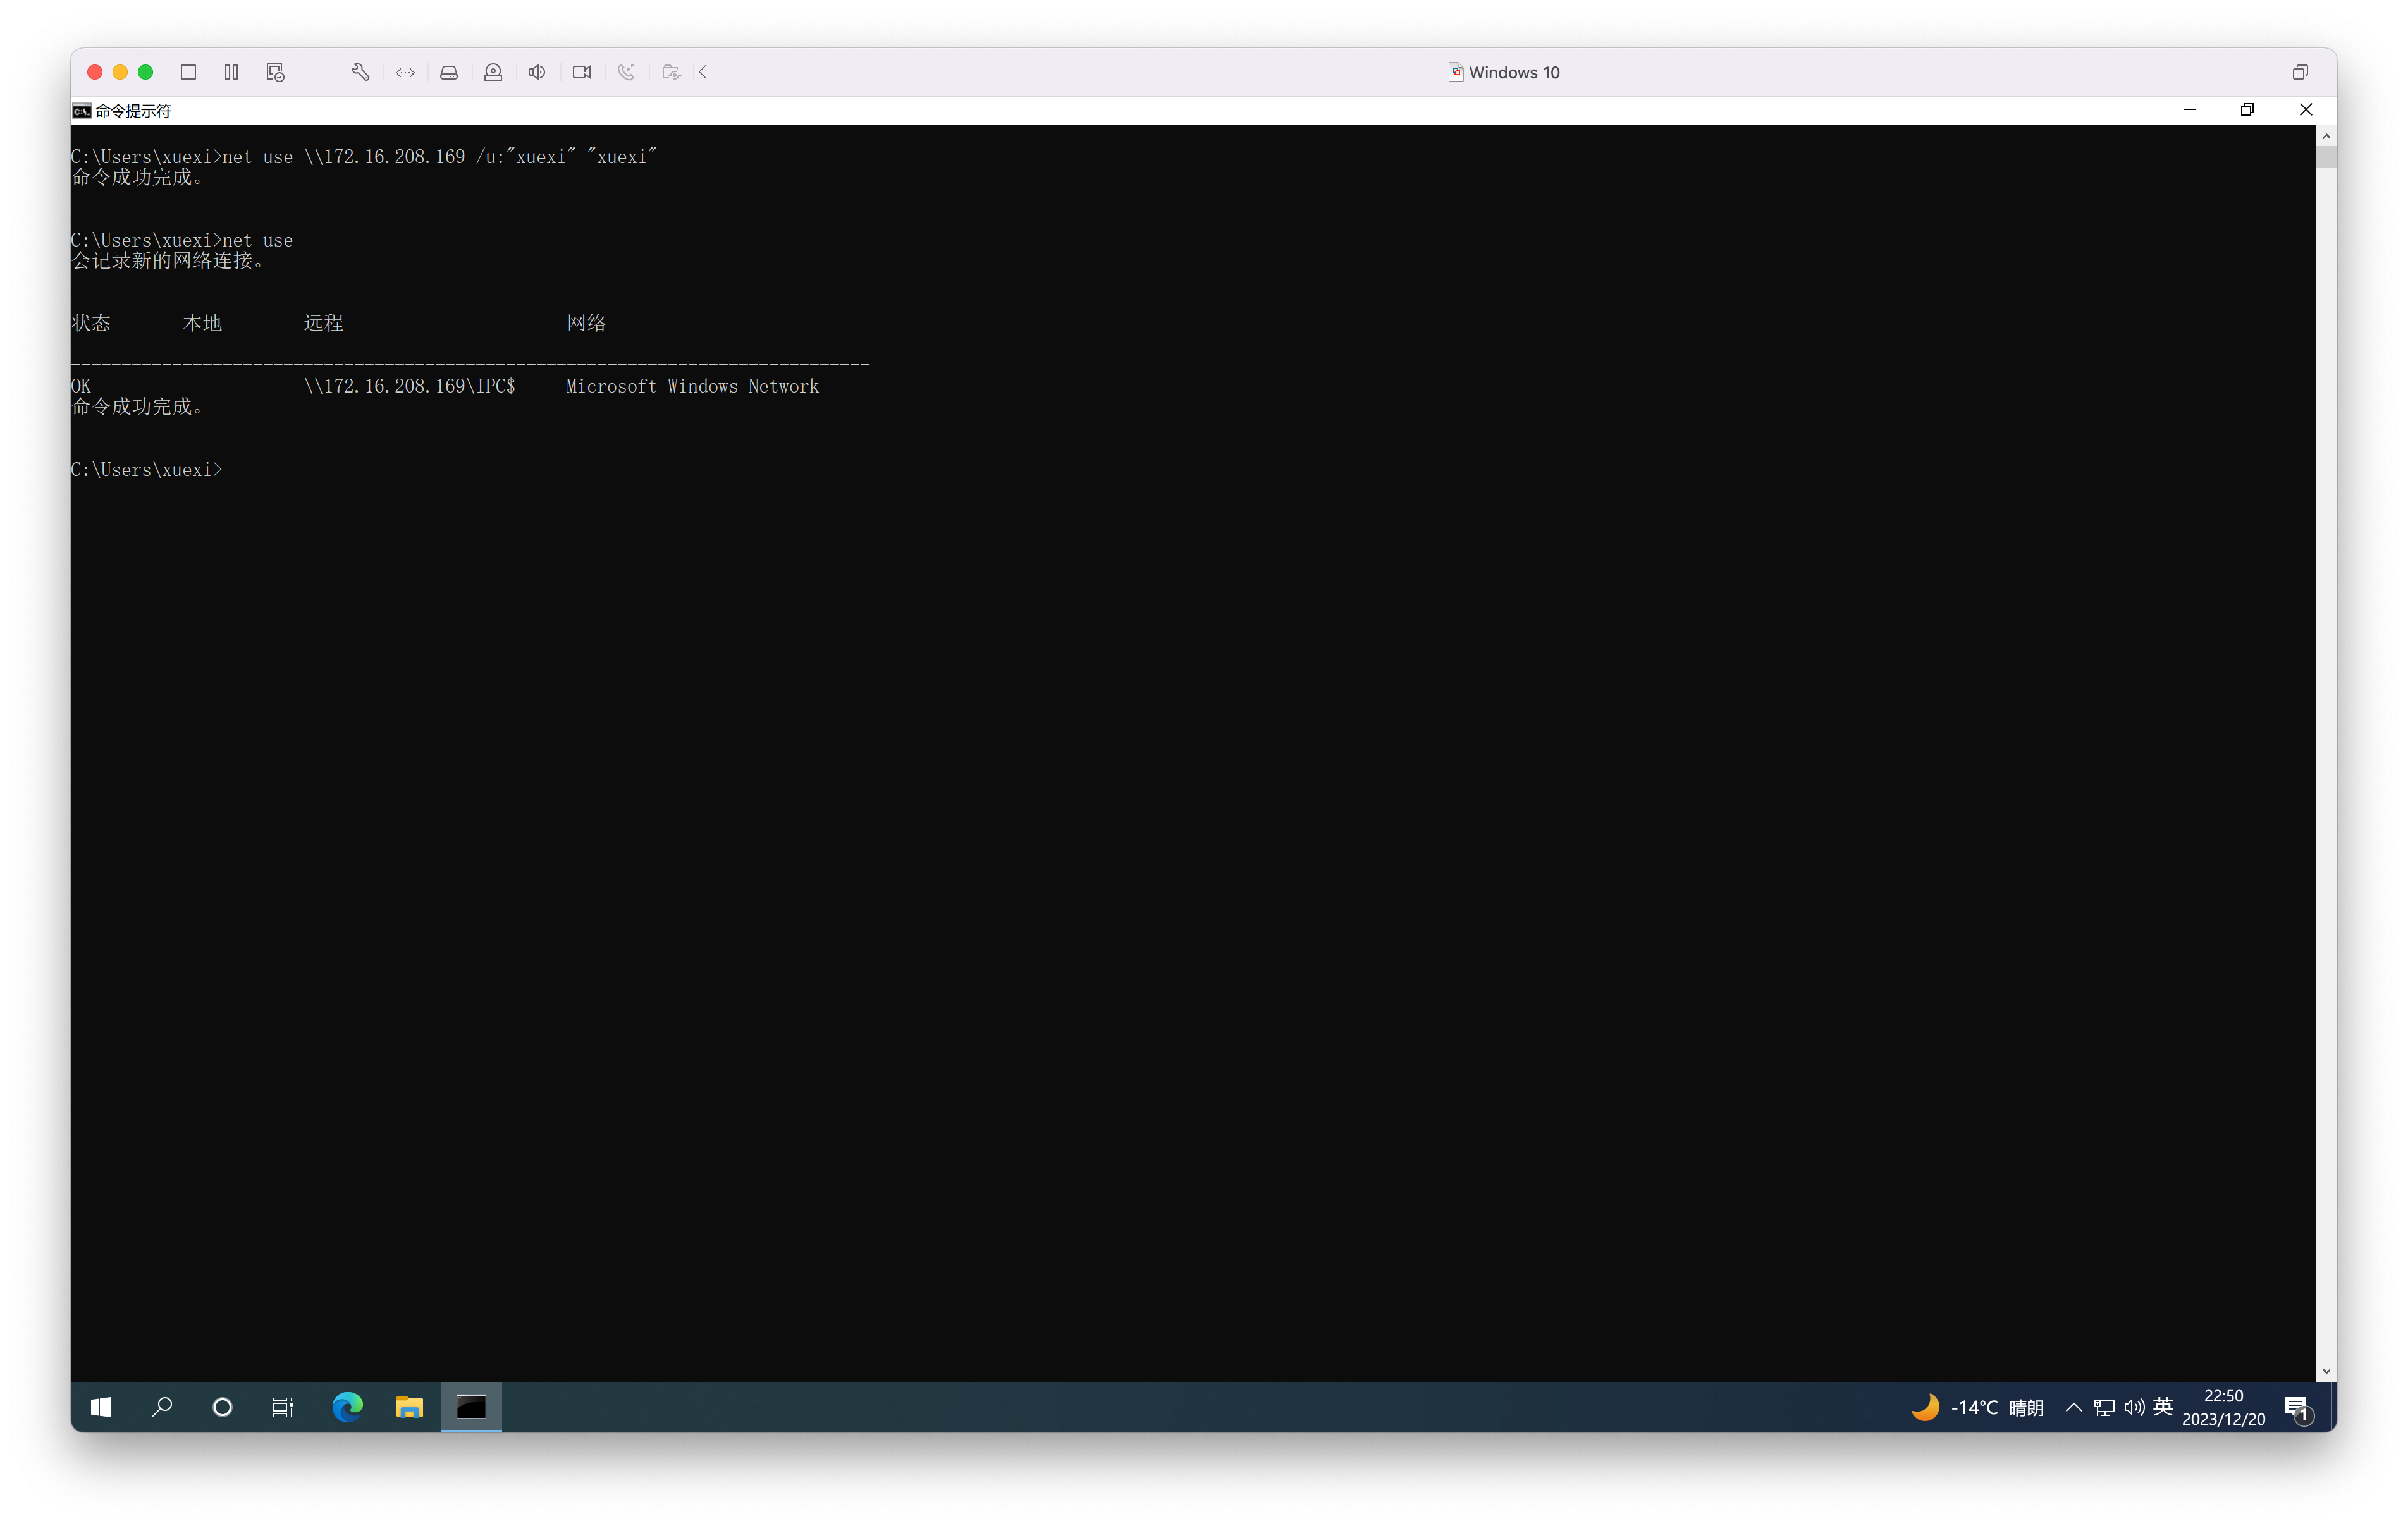 Windows 10
命令提示符
C:\Users\xuexi>net use \\172.16.208.169 /u:"xuexi" "xuexi"
命令成功完成。
C:\Users\xuexi>net use
会记录新的网络连接。
状态 本地 远程 网络
-------------------------------------------------------------------------------
OK \\172.16.208.169\IPC$ Microsoft Windows Network
命令成功完成。
C:\Users\xuexi>
-14°C 晴朗 英 22:50
2023/12/20
1